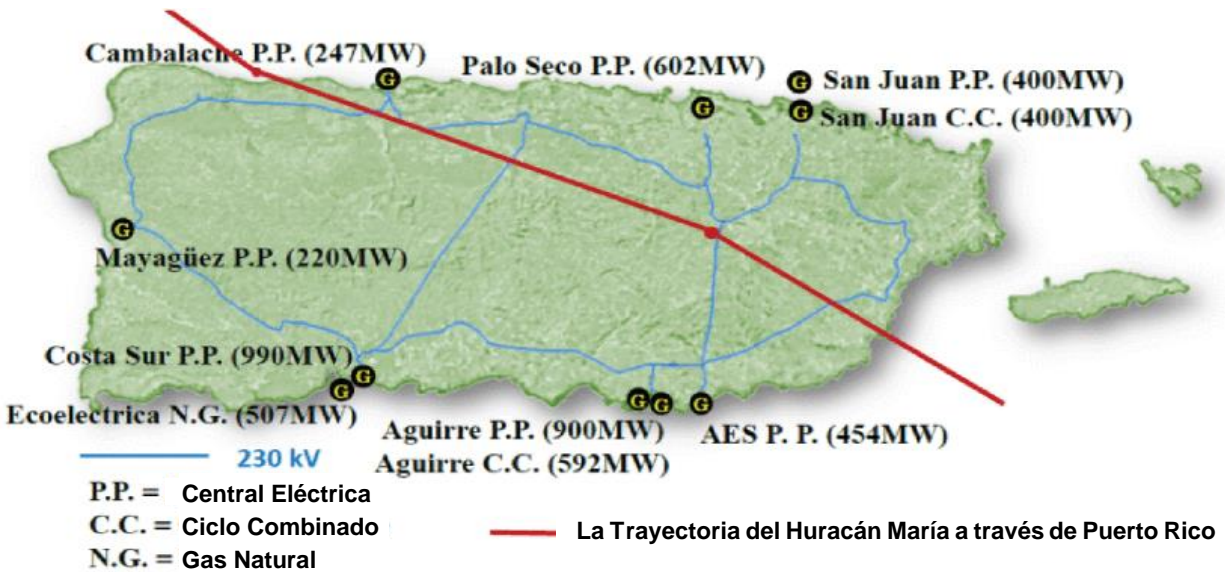 Cambalache P.P. (247MW)
Palo Seco P.P. (602MW)
G San Juan P.P. (400MW)
G San Juan C.C. (400MW)
G
G
G
Mayagüez P.P. (220MW)
Costa Sur P.P. (990MW)
G
G
Ecoelectrica N.G. (507MW)
G
G
G
Aguirre P.P. (900MW)
AES P. P. (454MW)
Aguirre C.C. (592MW)
230 kV
P.P. = Central Eléctrica
C.C. = Ciclo Combinado
N.G. = Gas Natural
La Trayectoria del Huracán María a través de Puerto Rico